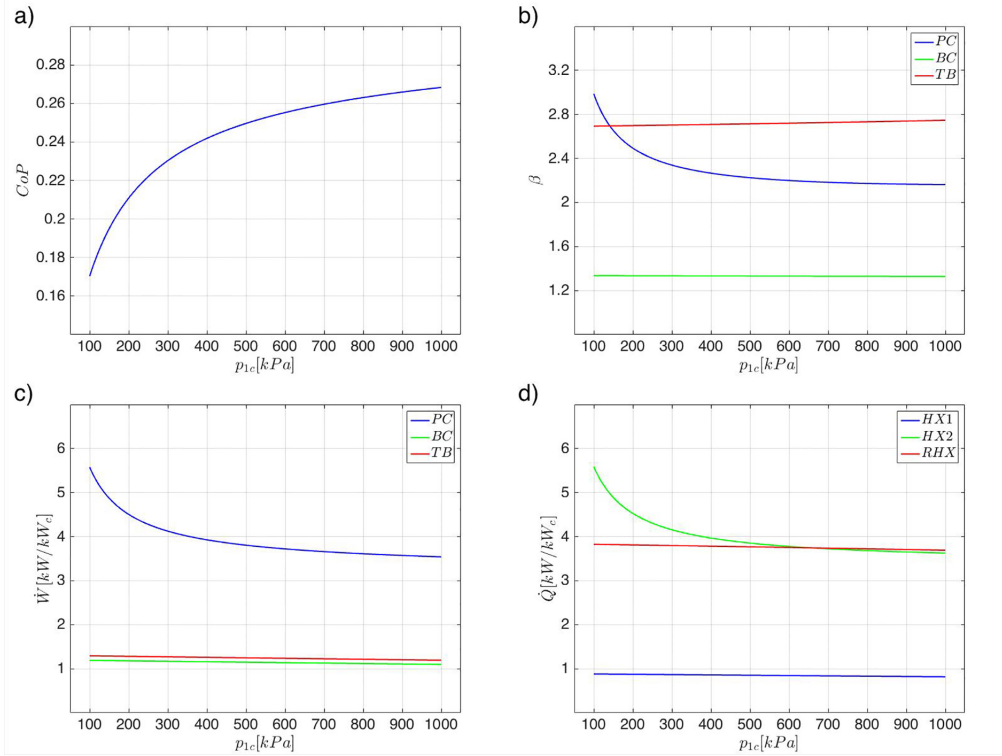 a)
0.28
0.26
0.24
0.22
0.2
0.18
0.16
CoP
100 200 300 400 500 600 700 800 900 1000
p1c[kPa]
b)
PC
BC
TB
3.2
2.8
2.4
2
1.6
1.2
β
100 200 300 400 500 600 700 800 900 1000
p1c[kPa]
c)
PC
BC
TB
6
5
4
3
2
1
Ẇ[kW/kWc]
100 200 300 400 500 600 700 800 900 1000
p1c[kPa]
d)
HX1
HX2
RHX
6
5
4
3
2
1
Q̇[kW/kWc]
100 200 300 400 500 600 700 800 900 1000
p1c[kPa]